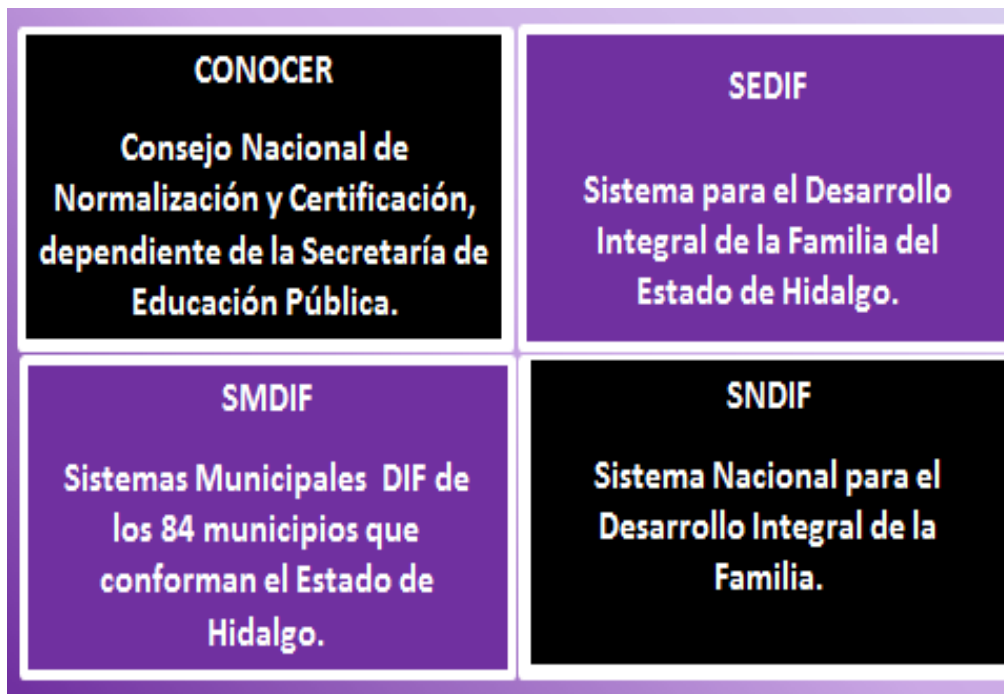 CONOCER
Consejo Nacional de
Normalización y Certificación,
dependiente de la Secretaría de
Educación Pública.
SEDIF
Sistema para el Desarrollo
Integral de la Familia del
Estado de Hidalgo.
SMDIF
Sistemas Municipales DIF de
los 84 municipios que
conforman el Estado de
Hidalgo.
SNDIF
Sistema Nacional para el
Desarrollo Integral de la
Familia.